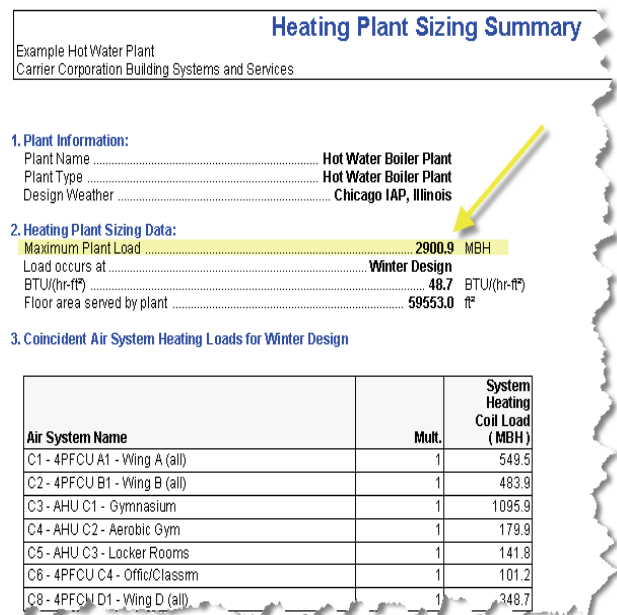 Heating Plant Sizing Summary
Example Hot Water Plant
Carrier Corporation Building Systems and Services
1. Plant Information:
Plant Name ........ Hot Water Boiler Plant
Plant Type ........ Hot Water Boiler Plant
Design Weather ........ Chicago IAP, Illinois
2. Heating Plant Sizing Data:
Maximum Plant Load ........ 2900.9 MBH
Load occurs at ........ Winter Design
BTU/(hr-ft²) ........ 48.7 BTU/(hr-ft²)
Floor area served by plant ........ 59553.0 ft²
3. Coincident Air System Heating Loads for Winter Design
System
Heating
Coil Load
Air System Name Mult. (MBH)
C1 - 4PFCU A1 - Wing A (all) 1 549.5
C2 - 4PFCU B1 - Wing B (all) 1 483.9
C3 - AHU C1 - Gymnasium 1 1095.9
C4 - AHU C2 - Aerobic Gym 1 179.9
C5 - AHU C3 - Locker Rooms 1 141.8
C6 - 4PFCU C4 - Offic/Classrm 1 101.2
C8 - 4PFCU D1 - Wing D (all) 1 348.7